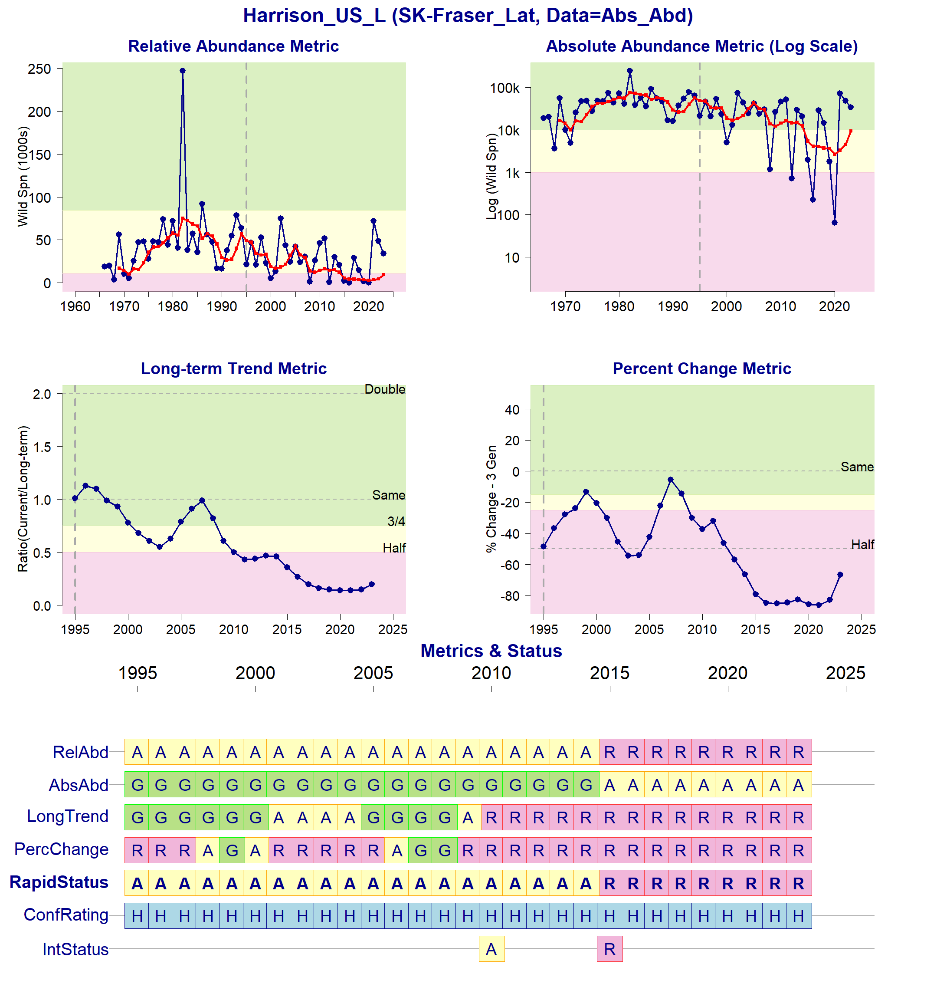 Harrison_US_L (SK-Fraser_Lat, Data=Abs_Abd)
Relative Abundance Metric
Wild Spn (1000s)
250
200
150
100
50
0
1960 1970 1980 1990 2000 2010 2020
Absolute Abundance Metric (Log Scale)
Log (Wild Spn)
100k
10k
1k
100
10
1970 1980 1990 2000 2010 2020
Long-term Trend Metric
Ratio(Current/Long-term)
2.0
1.5
1.0
0.5
0.0
Double
Same
3/4
Half
1995 2000 2005 2010 2015 2020 2025
Percent Change Metric
% Change - 3 Gen
40
20
0
-20
-40
-60
-80
Same
Half
1995 2000 2005 2010 2015 2020 2025
Metrics & Status
1995 2000 2005 2010 2015 2020 2025
RelAbd A A A A A A A A A A A A A A A A A A A A R R R R R R R R R
AbsAbd G G G G G G G G G G G G G G G G G G G G A A A A A A A A A
LongTrend G G G G G G A A A A G G G G A R R R R R R R R R R R R R R
PercChange R R R A G A R R R R R A G G R R R R R R R R R R R R R R R
RapidStatus A A A A A A A A A A A A A A A A A A A A R R R R R R R R R
ConfRating H H H H H H H H H H H H H H H H H H H H H H H H H H H H H
IntStatus A R